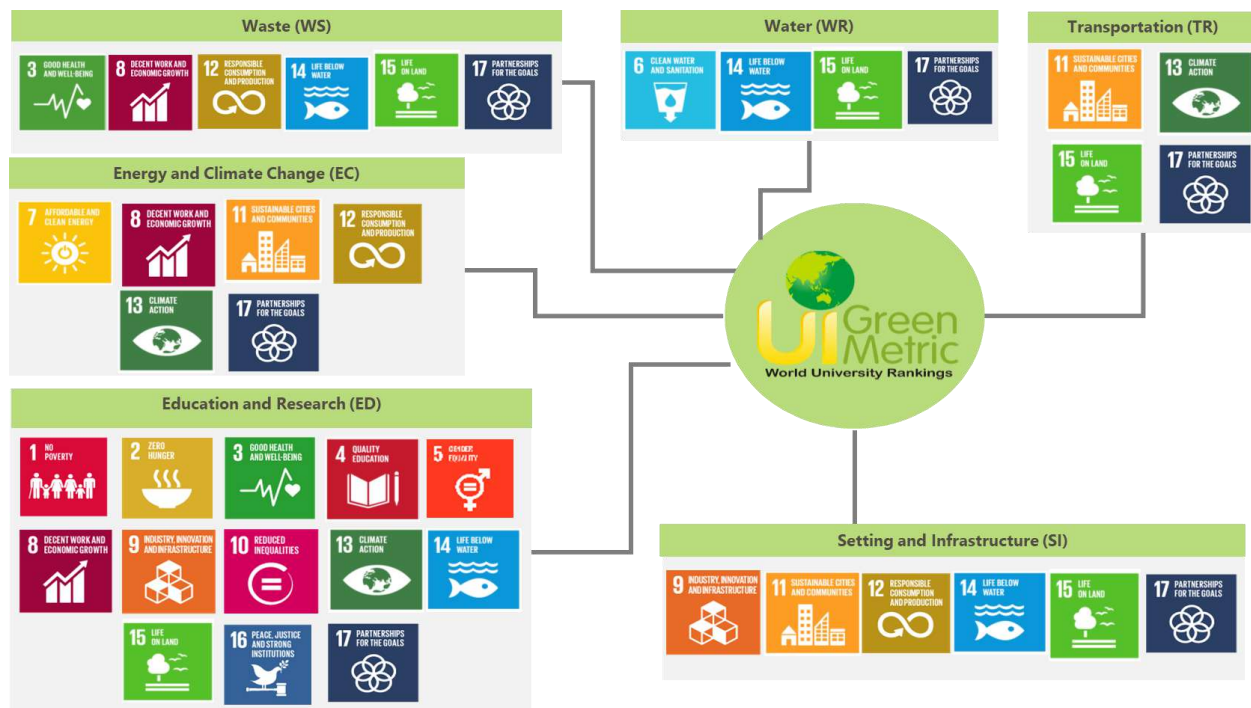 Waste (WS)
3 GOOD HEALTH
AND WELL-BEING
8 DECENT WORK AND
ECONOMIC GROWTH
12 RESPONSIBLE
CONSUMPTION
AND PRODUCTION
14 LIFE BELOW
WATER
15 LIFE
ON LAND
17 PARTNERSHIPS
FOR THE GOALS
Water (WR)
6 CLEAN WATER
AND SANITATION
14 LIFE BELOW
WATER
15 LIFE
ON LAND
17 PARTNERSHIPS
FOR THE GOALS
Transportation (TR)
11 SUSTAINABLE CITIES
AND COMMUNITIES
13 CLIMATE
ACTION
15 LIFE
ON LAND
17 PARTNERSHIPS
FOR THE GOALS
Energy and Climate Change (EC)
7 AFFORDABLE AND
CLEAN ENERGY
8 DECENT WORK AND
ECONOMIC GROWTH
11 SUSTAINABLE CITIES
AND COMMUNITIES
12 RESPONSIBLE
CONSUMPTION
AND PRODUCTION
13 CLIMATE
ACTION
17 PARTNERSHIPS
FOR THE GOALS
UI Green
Metric
World University Rankings
Education and Research (ED)
1 NO
POVERTY
2 ZERO
HUNGER
3 GOOD HEALTH
AND WELL-BEING
4 QUALITY
EDUCATION
5 GENDER
EQUALITY
8 DECENT WORK AND
ECONOMIC GROWTH
9 INDUSTRY, INNOVATION
AND INFRASTRUCTURE
10 REDUCED
INEQUALITIES
13 CLIMATE
ACTION
14 LIFE BELOW
WATER
15 LIFE
ON LAND
16 PEACE, JUSTICE
AND STRONG
INSTITUTIONS
17 PARTNERSHIPS
FOR THE GOALS
Setting and Infrastructure (SI)
9 INDUSTRY, INNOVATION
AND INFRASTRUCTURE
11 SUSTAINABLE CITIES
AND COMMUNITIES
12 RESPONSIBLE
CONSUMPTION
AND PRODUCTION
14 LIFE BELOW
WATER
15 LIFE
ON LAND
17 PARTNERSHIPS
FOR THE GOALS